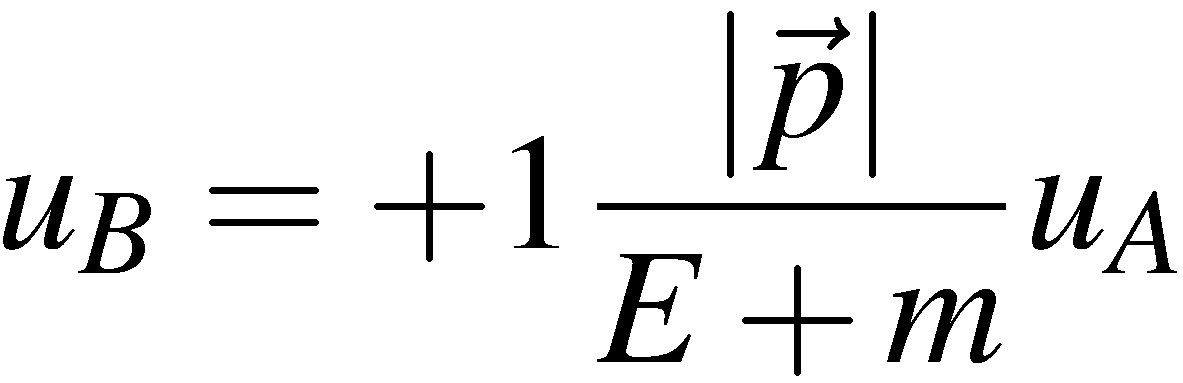 $u_B = +1 \frac{|\vec{p}|}{E+m} u_A$